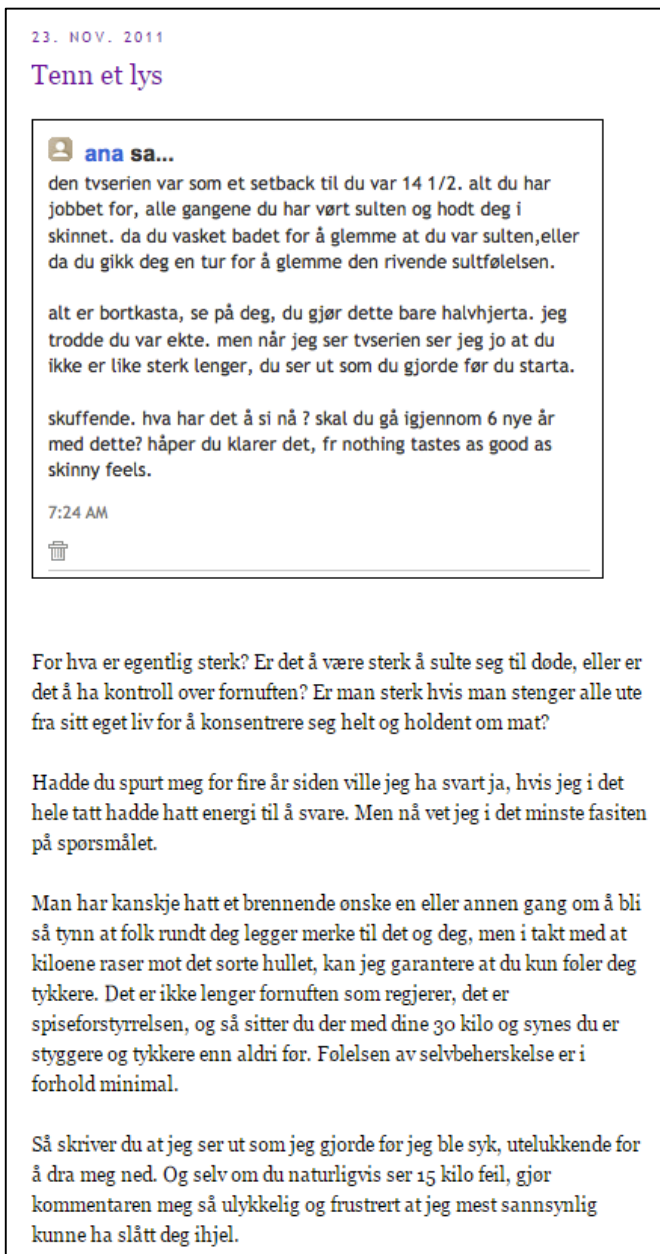 23. NOV. 2011
Tenn et lys
ana sa...
den tvserien var som et setback til du var 14 1/2. alt du har
jobbet for, alle gangene du har vørt sulten og hodt deg i
skinnet. da du vasket badet for å glemme at du var sulten,eller
da du gikk deg en tur for å glemme den rivende sultfølelsen.
alt er bortkasta, se på deg, du gjør dette bare halvhjerta. jeg
trodde du var ekte. men når jeg ser tvserien ser jeg jo at du
ikke er like sterk lenger, du ser ut som du gjorde før du starta.
skuffende. hva har det å si nå ? skal du gå igjennom 6 nye år
med dette? håper du klarer det, fr nothing tastes as good as
skinny feels.
7:24 AM
For hva er egentlig sterk? Er det å være sterk å sulte seg til døde, eller er
det å ha kontroll over fornuften? Er man sterk hvis man stenger alle ute
fra sitt eget liv for å konsentrere seg helt og holdent om mat?
Hadde du spurt meg for fire år siden ville jeg ha svart ja, hvis jeg i det
hele tatt hadde hatt energi til å svare. Men nå vet jeg i det minste fasiten
på spørsmålet.
Man har kanskje hatt et brennende ønske en eller annen gang om å bli
så tynn at folk rundt deg legger merke til det og deg, men i takt med at
kiloene raser mot det sorte hullet, kan jeg garantere at du kun føler deg
tykkere. Det er ikke lenger fornuften som regjerer, det er
spiseforstyrrelsen, og så sitter du der med dine 30 kilo og synes du er
styggere og tykkere enn aldri før. Følelsen av selvbeherskelse er i
forhold minimal.
Så skriver du at jeg ser ut som jeg gjorde før jeg ble syk, utelukkende for
å dra meg ned. Og selv om du naturligvis ser 15 kilo feil, gjør
kommentaren meg så ulykkelig og frustrert at jeg mest sannsynlig
kunne ha slått deg ihjel.